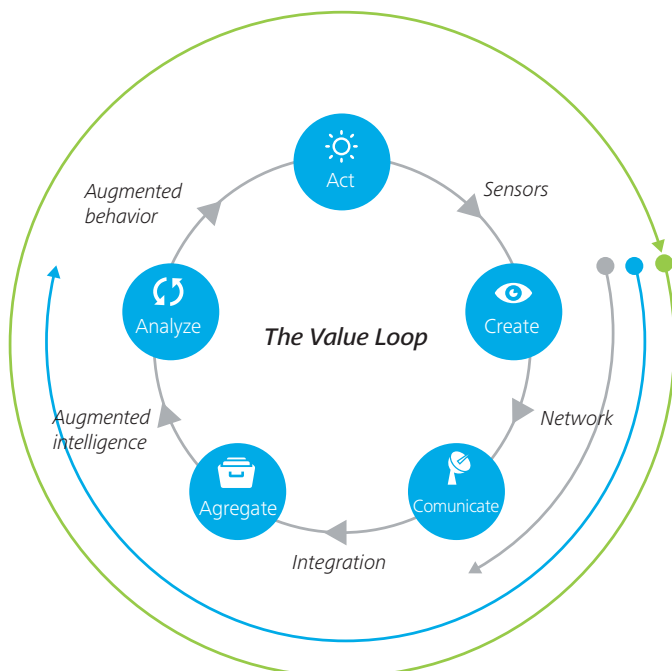 Act
Augmented
behavior
Sensors
Analyze
The Value Loop
Create
Augmented
intelligence
Network
Agregate
Comunicate
Integration